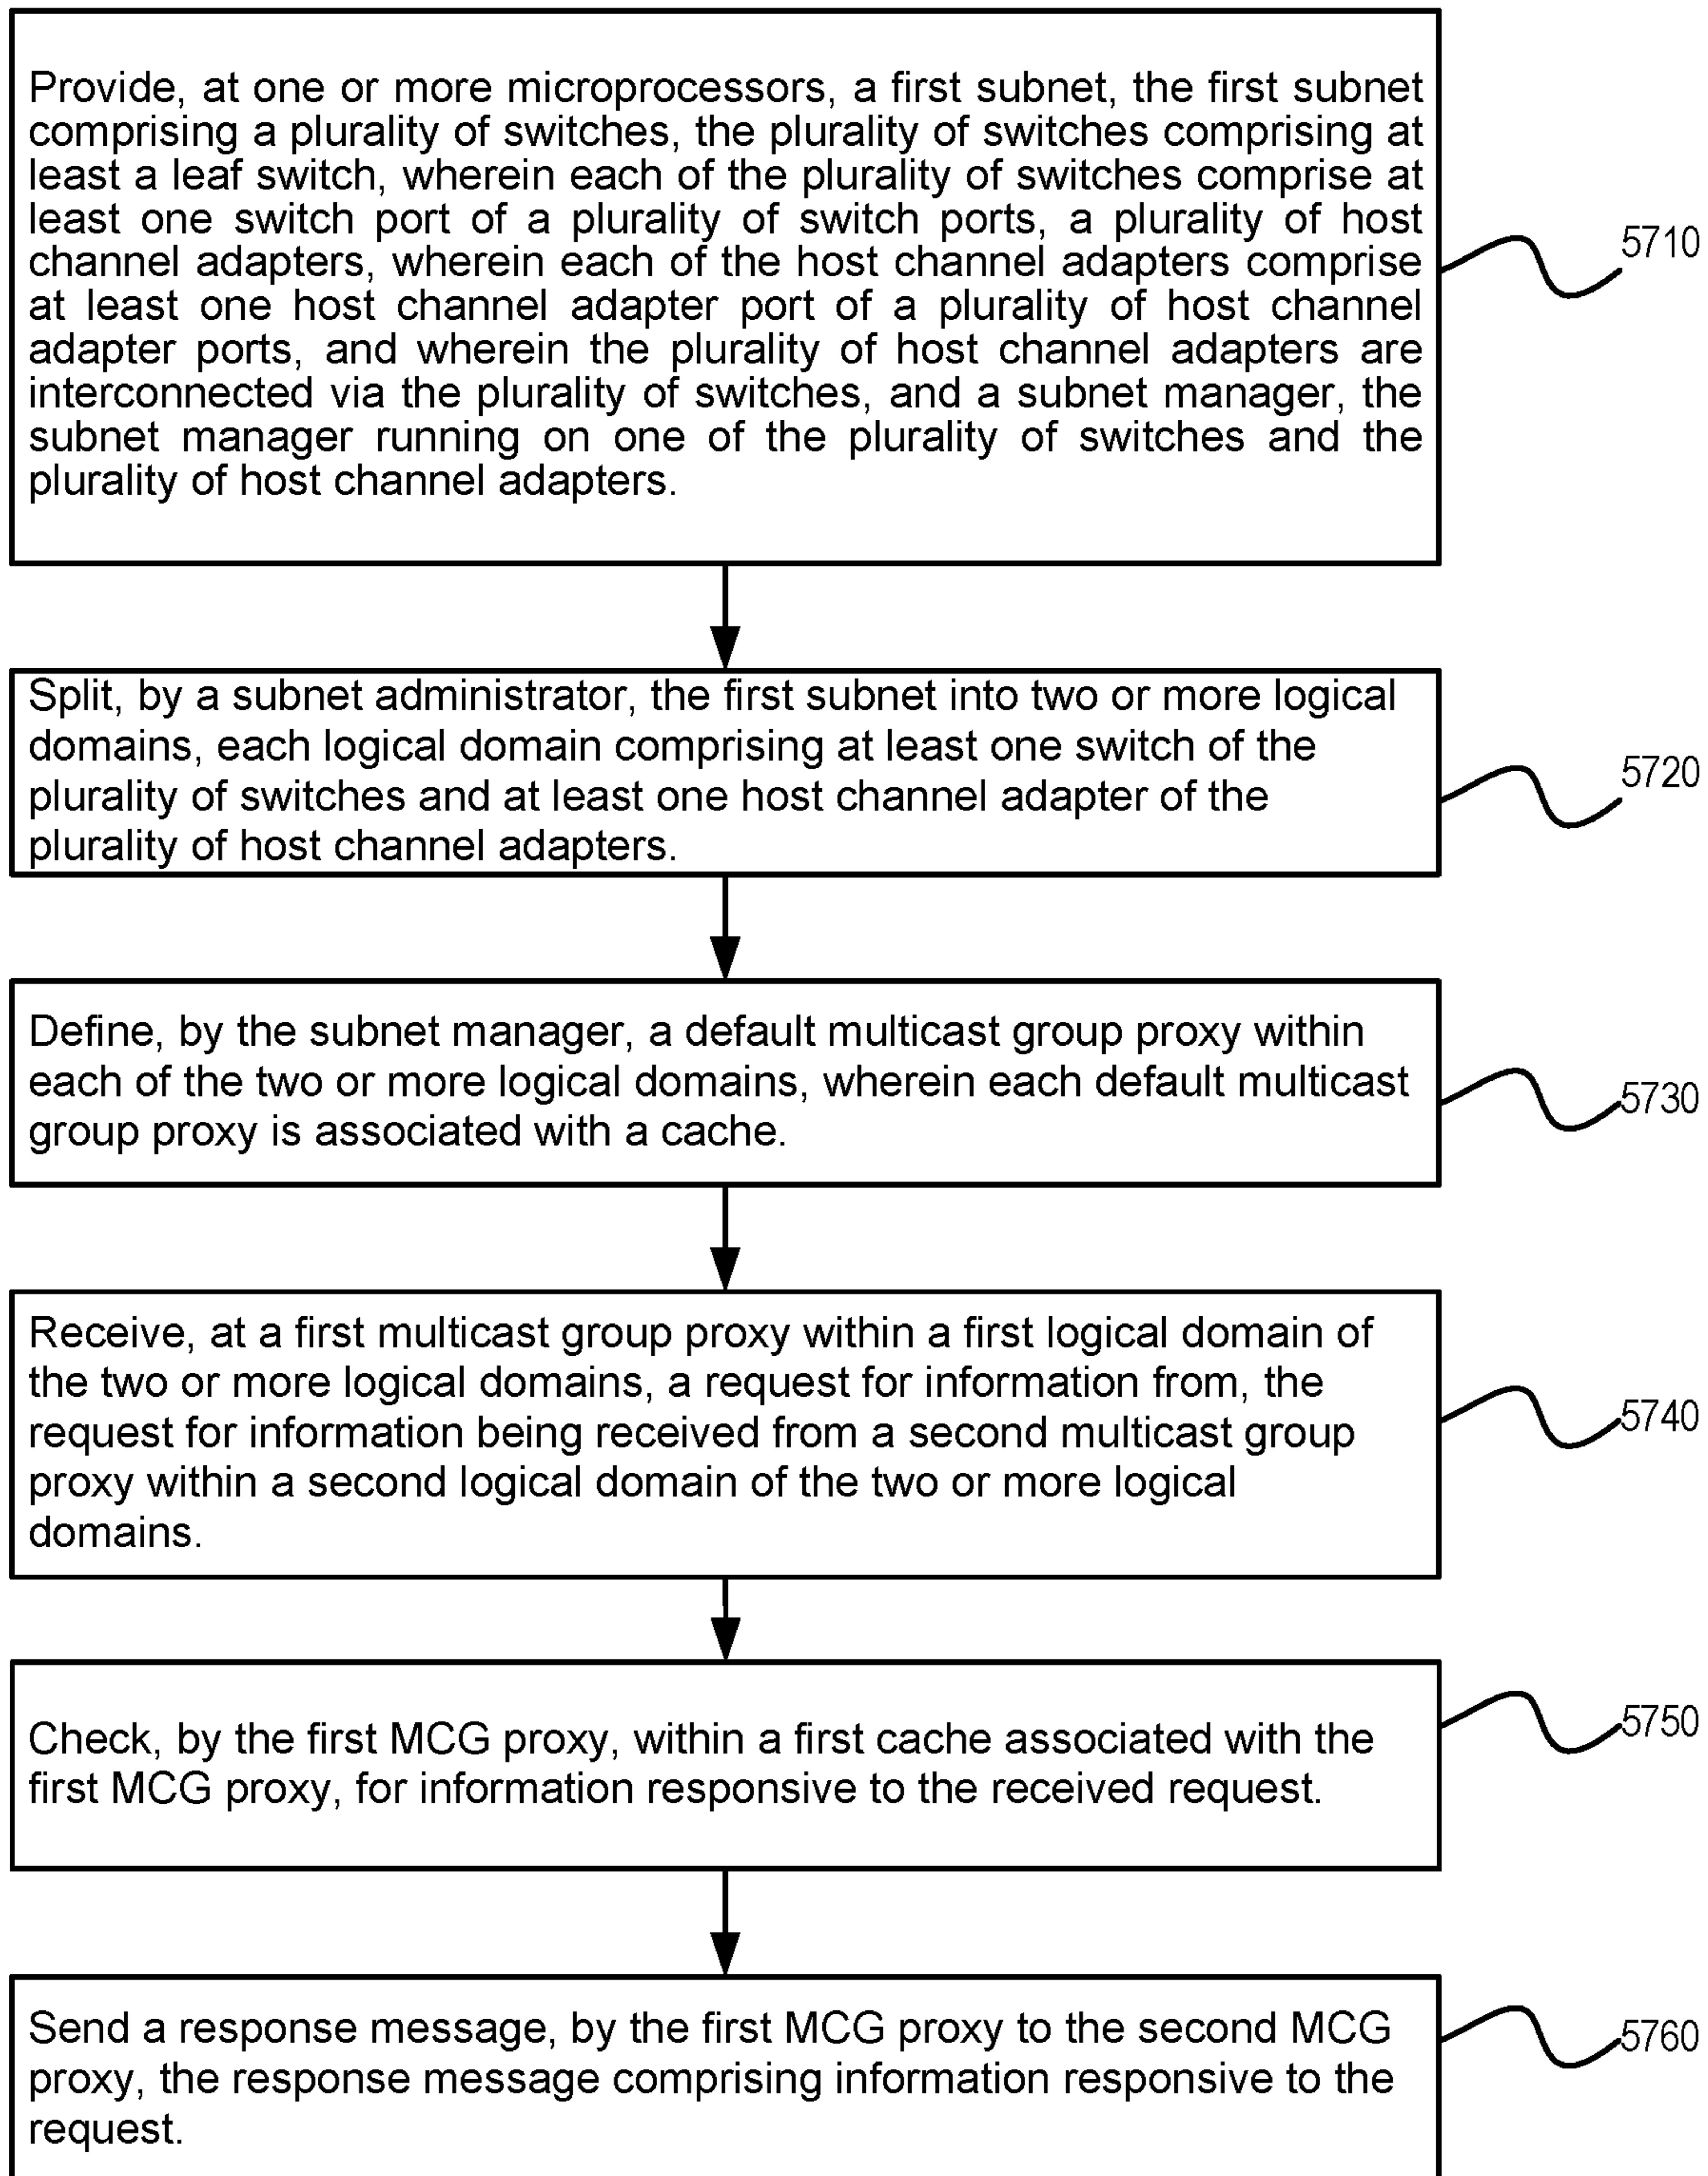 Provide, at one or more microprocessors, a first subnet, the first subnet
comprising a plurality of switches, the plurality of switches comprising at
least a leaf switch, wherein each of the plurality of switches comprise at
least one switch port of a plurality of switch ports, a plurality of host
channel adapters, wherein each of the host channel adapters comprise
at least one host channel adapter port of a plurality of host channel
adapter ports, and wherein the plurality of host channel adapters are
interconnected via the plurality of switches, and a subnet manager, the
subnet manager running on one of the plurality of switches and the
plurality of host channel adapters.
5710
Split, by a subnet administrator, the first subnet into two or more logical
domains, each logical domain comprising at least one switch of the
plurality of switches and at least one host channel adapter of the
plurality of host channel adapters.
5720
Define, by the subnet manager, a default multicast group proxy within
each of the two or more logical domains, wherein each default multicast
group proxy is associated with a cache.
5730
Receive, at a first multicast group proxy within a first logical domain of
the two or more logical domains, a request for information from, the
request for information being received from a second multicast group
proxy within a second logical domain of the two or more logical
domains.
5740
Check, by the first MCG proxy, within a first cache associated with the
first MCG proxy, for information responsive to the received request.
5750
Send a response message, by the first MCG proxy to the second MCG
proxy, the response message comprising information responsive to the
request.
5760